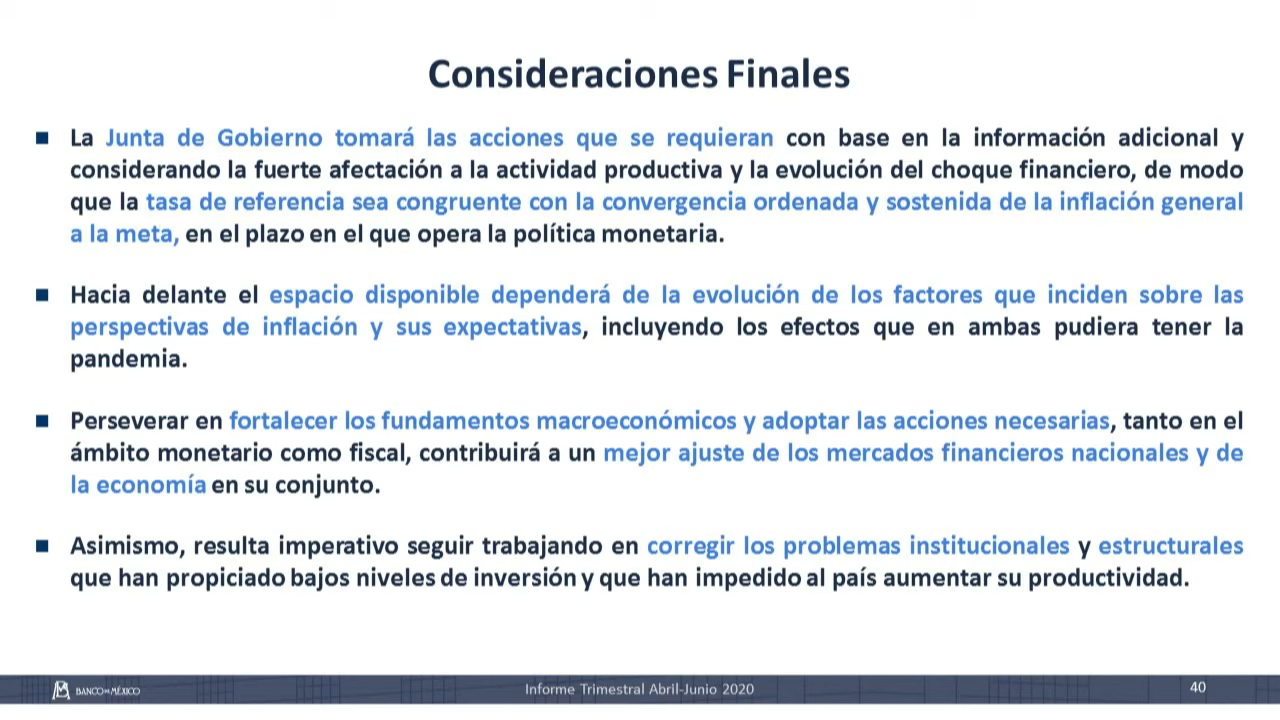 Consideraciones Finales
La Junta de Gobierno tomará las acciones que se requieran con base en la información adicional y
considerando la fuerte afectación a la actividad productiva y la evolución del choque financiero, de modo
que la tasa de referencia sea congruente con la convergencia ordenada y sostenida de la inflación general
a la meta, en el plazo en el que opera la política monetaria.
Hacia delante el espacio disponible dependerá de la evolución de los factores que inciden sobre las
perspectivas de inflación y sus expectativas, incluyendo los efectos que en ambas pudiera tener la
pandemia.
Perseverar en fortalecer los fundamentos macroeconómicos y adoptar las acciones necesarias, tanto en el
ámbito monetario como fiscal, contribuirá a un mejor ajuste de los mercados financieros nacionales y de
la economía en su conjunto.
Asimismo, resulta imperativo seguir trabajando en corregir los problemas institucionales y estructurales
que han propiciado bajos niveles de inversión y que han impedido al país aumentar su productividad.
BANCO DE MÉXICO
Informe Trimestral Abril-Junio 2020
40